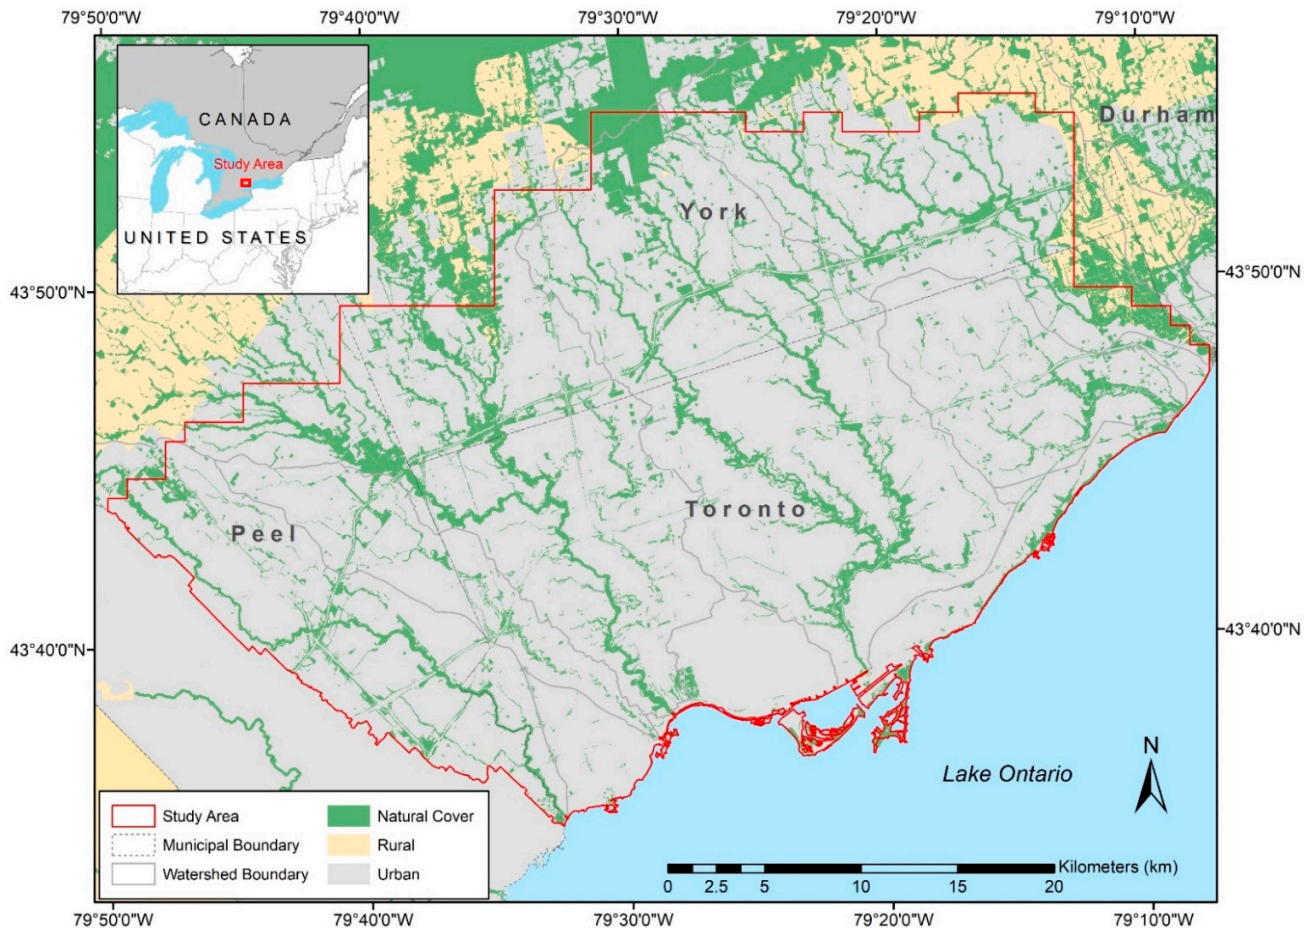 79°50'0"W 79°40'0"W 79°30'0"W 79°20'0"W 79°10'0"W
CANADA
Study Area
UNITED STATES
Durham
York
43°50'0"N
43°50'0"N
Toronto
Peel
43°40'0"N
43°40'0"N
N
Lake Ontario
Study Area
Municipal Boundary
Watershed Boundary
Natural Cover
Rural
Urban
Kilometers (km)
0 2.5 5 10 15 20
79°50'0"W 79°40'0"W 79°30'0"W 79°20'0"W 79°10'0"W